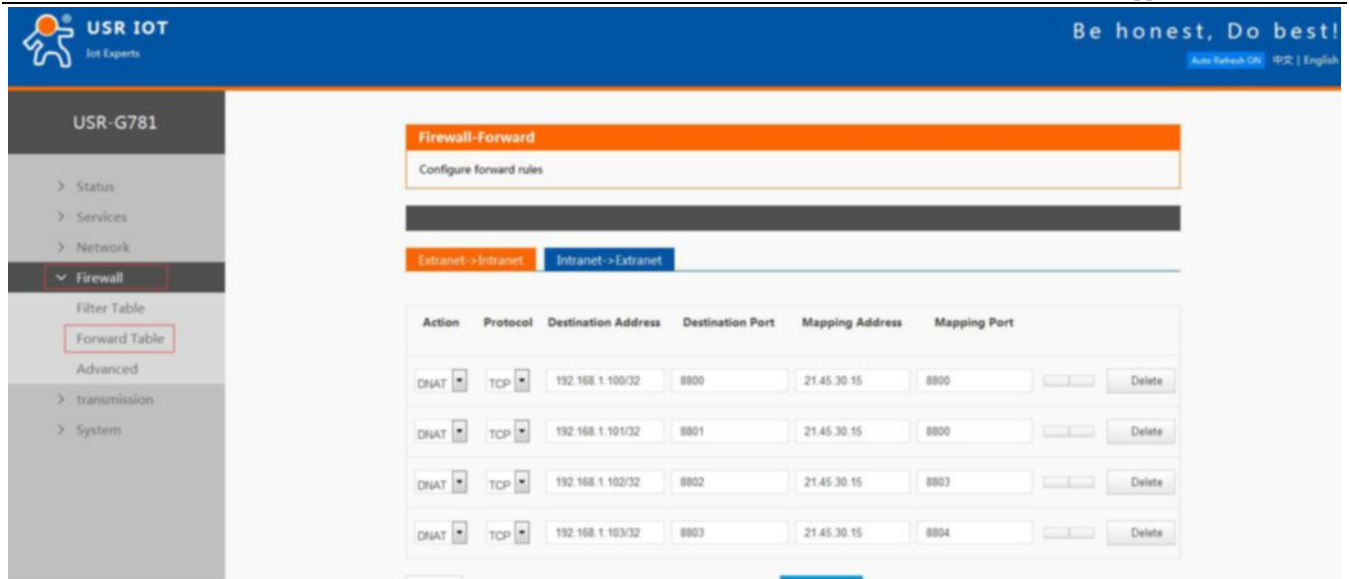 USR IOT
Iot Experts
Be honest, Do best!
Auto Refresh ON 中文 | English
USR-G781
Status
Services
Network
Firewall
Filter Table
Forward Table
Advanced
transmission
System
Firewall-Forward
Configure forward rules
Extranet->Intranet Intranet->Extranet
Action Protocol Destination Address Destination Port Mapping Address Mapping Port
DNAT TCP 192.168.1.100/32 8800 21.45.30.15 8800 Delete
DNAT TCP 192.168.1.101/32 8801 21.45.30.15 8800 Delete
DNAT TCP 192.168.1.102/32 8802 21.45.30.15 8803 Delete
DNAT TCP 192.168.1.103/32 8803 21.45.30.15 8804 Delete